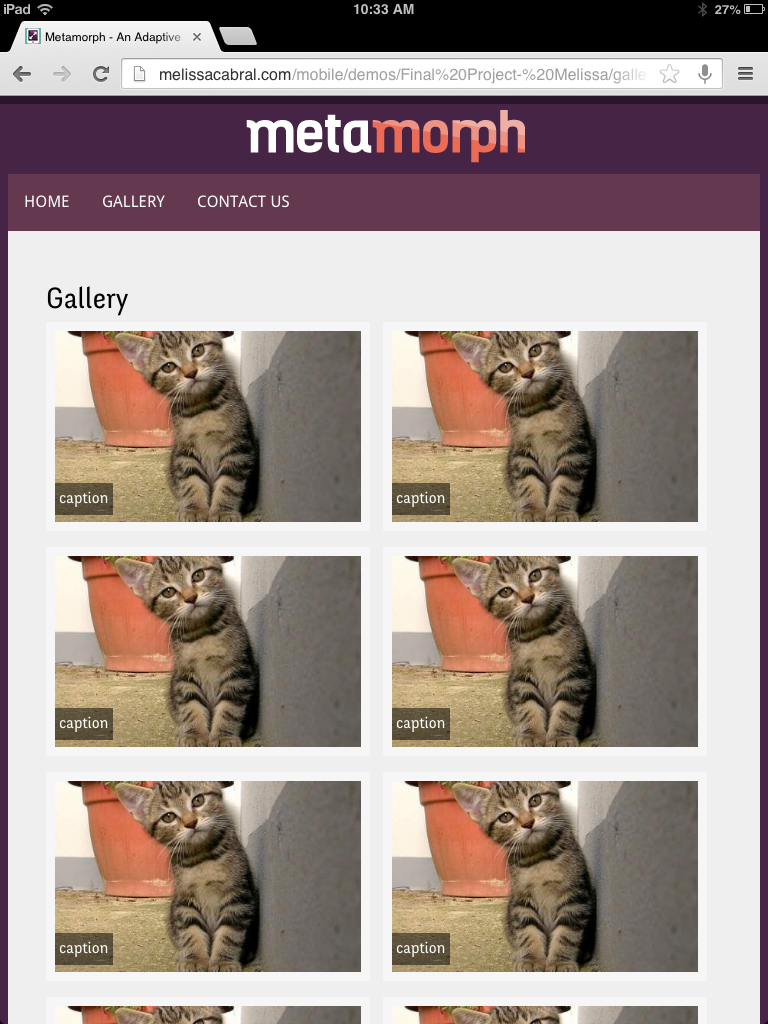 iPad 10:33 AM 27%
Metamorph - An Adaptive
melissacabral.com/mobile/demos/Final%20Project-%20Melissa/galle
metamorph
HOME GALLERY CONTACT US
Gallery
caption caption
caption caption
caption caption